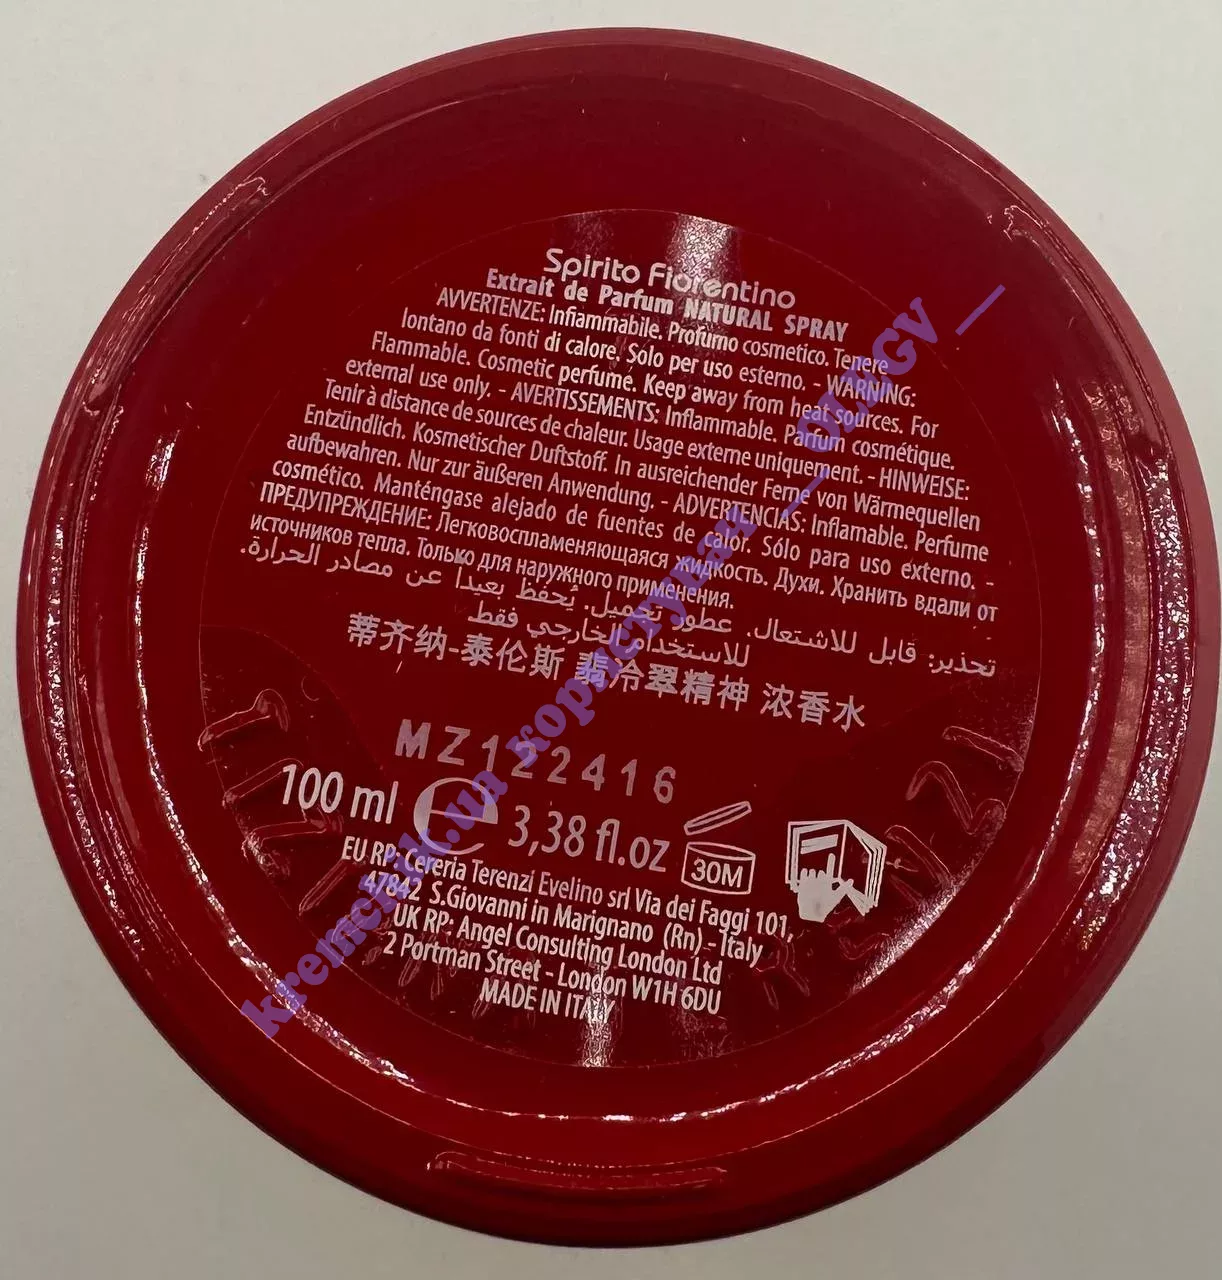 Spirito Fiorentino
Extrait de Parfum NATURAL SPRAY
AVVERTENZE: Infiammabile. Profumo cosmetico. Tenere
lontano da fonti di calore. Solo per uso esterno. - WARNING:
Flammable. Cosmetic perfume. Keep away from heat sources. For
external use only. - AVERTISSEMENTS: Inflammable. Parfum cosmétique.
Tenir à distance de sources de chaleur. Usage externe uniquement. - HINWEISE:
Entzündlich. Kosmetischer Duftstoff. In ausreichender Ferne von Wärmequellen
aufbewahren. Nur zur äußeren Anwendung. - ADVERTENCIAS: Inflamable. Perfume
cosmético. Manténgase alejado de fuentes de calor. Sólo para uso externo. -
ПРЕДУПРЕЖДЕНИЕ: Легковоспламеняющаяся жидкость. Духи. Хранить вдали от
источников тепла. Только для наружного применения.
تحذير: قابل للاشتعال. عطور تجميل. يُحفظ بعيداً عن مصادر الحرارة.
للاستخدام الخارجي فقط
蒂齐纳-泰伦斯 翡冷翠精神 浓香水
MZ122416
100 ml e 3,38 fl.oz 30M
EU RP: Cereria Terenzi Evelino srl Via dei Faggi 101,
47842 S.Giovanni in Marignano (Rn) - Italy
UK RP: Angel Consulting London Ltd
2 Portman Street - London W1H 6DU
MADE IN ITALY